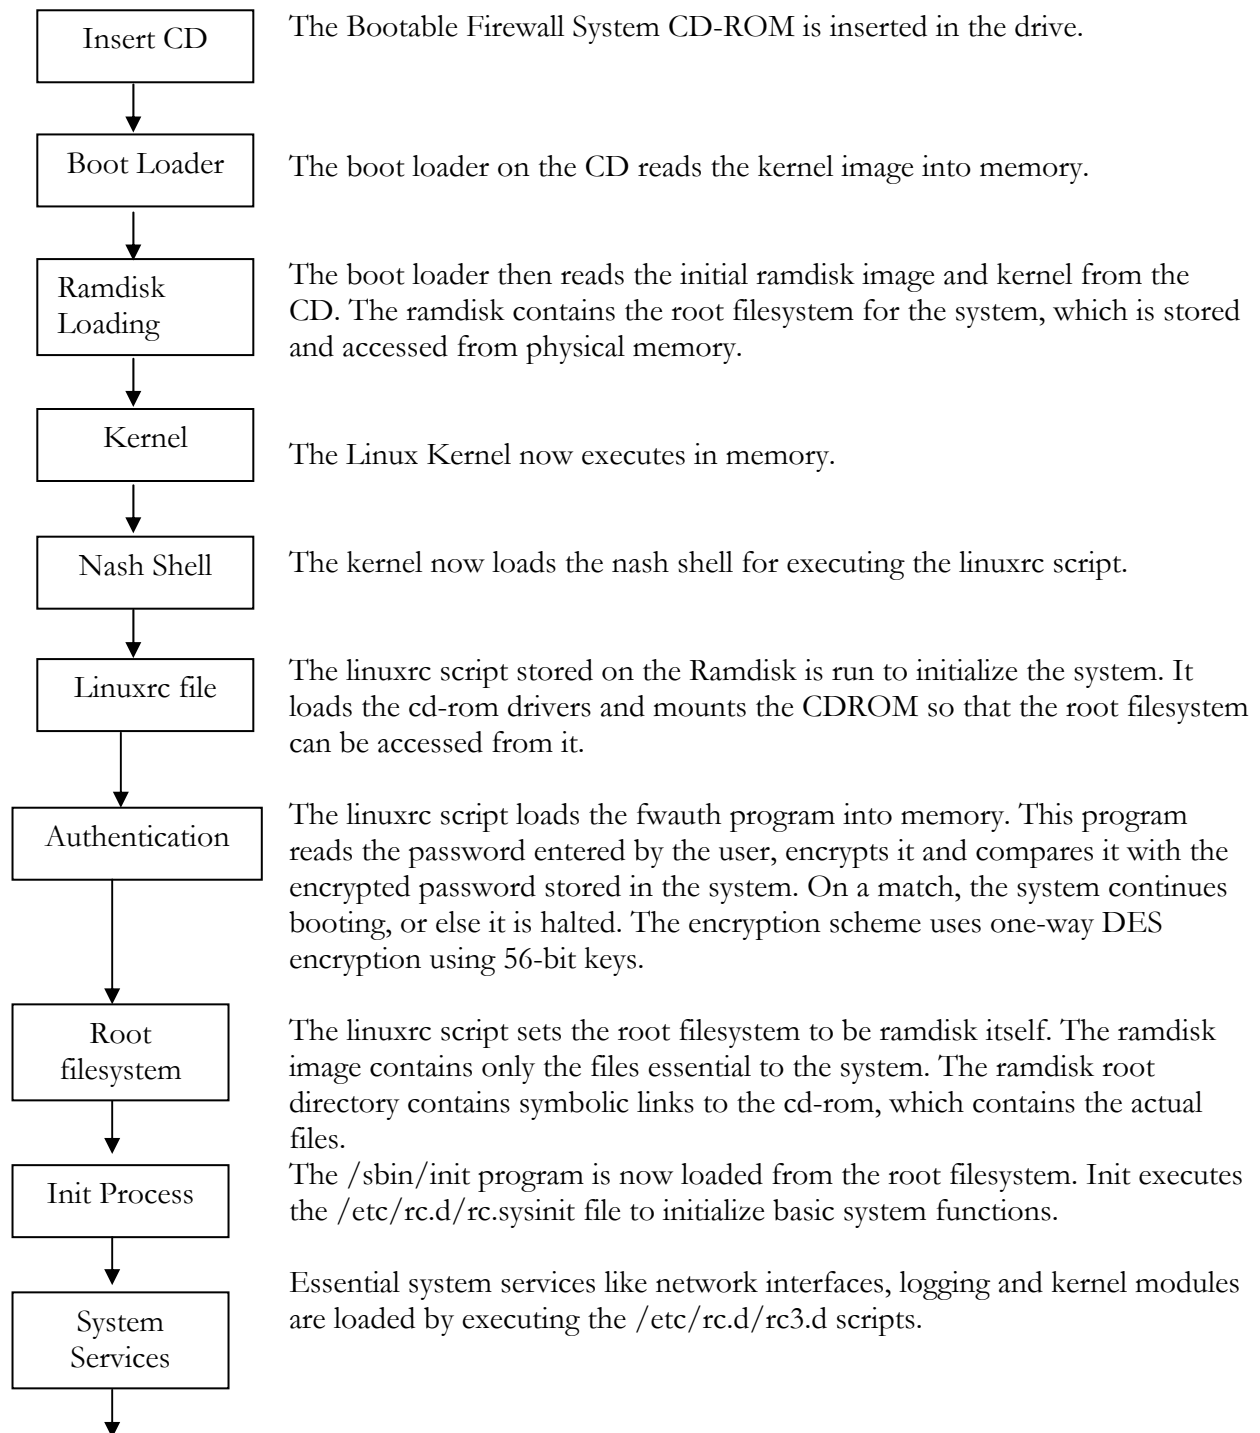 Insert CD
The Bootable Firewall System CD-ROM is inserted in the drive.
Boot Loader
The boot loader on the CD reads the kernel image into memory.
Ramdisk
Loading
The boot loader then reads the initial ramdisk image and kernel from the
CD. The ramdisk contains the root filesystem for the system, which is stored
and accessed from physical memory.
Kernel
The Linux Kernel now executes in memory.
Nash Shell
The kernel now loads the nash shell for executing the linuxrc script.
Linuxrc file
The linuxrc script stored on the Ramdisk is run to initialize the system. It
loads the cd-rom drivers and mounts the CDROM so that the root filesystem
can be accessed from it.
Authentication
The linuxrc script loads the fwauth program into memory. This program
reads the password entered by the user, encrypts it and compares it with the
encrypted password stored in the system. On a match, the system continues
booting, or else it is halted. The encryption scheme uses one-way DES
encryption using 56-bit keys.
Root
filesystem
The linuxrc script sets the root filesystem to be ramdisk itself. The ramdisk
image contains only the files essential to the system. The ramdisk root
directory contains symbolic links to the cd-rom, which contains the actual
files.
Init Process
The /sbin/init program is now loaded from the root filesystem. Init executes
the /etc/rc.d/rc.sysinit file to initialize basic system functions.
System
Services
Essential system services like network interfaces, logging and kernel modules
are loaded by executing the /etc/rc.d/rc3.d scripts.